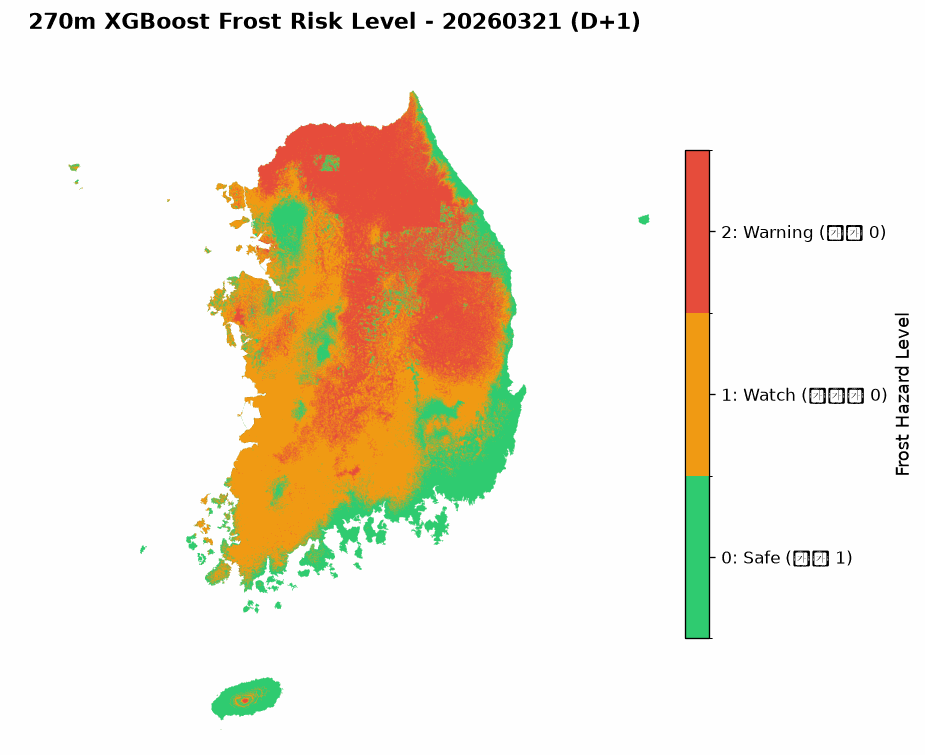 270m XGBoost Frost Risk Level - 20260321 (D+1)
2: Warning (▯▯ 0)
1: Watch (▯▯▯ 0)
0: Safe (▯▯ 1)
Frost Hazard Level